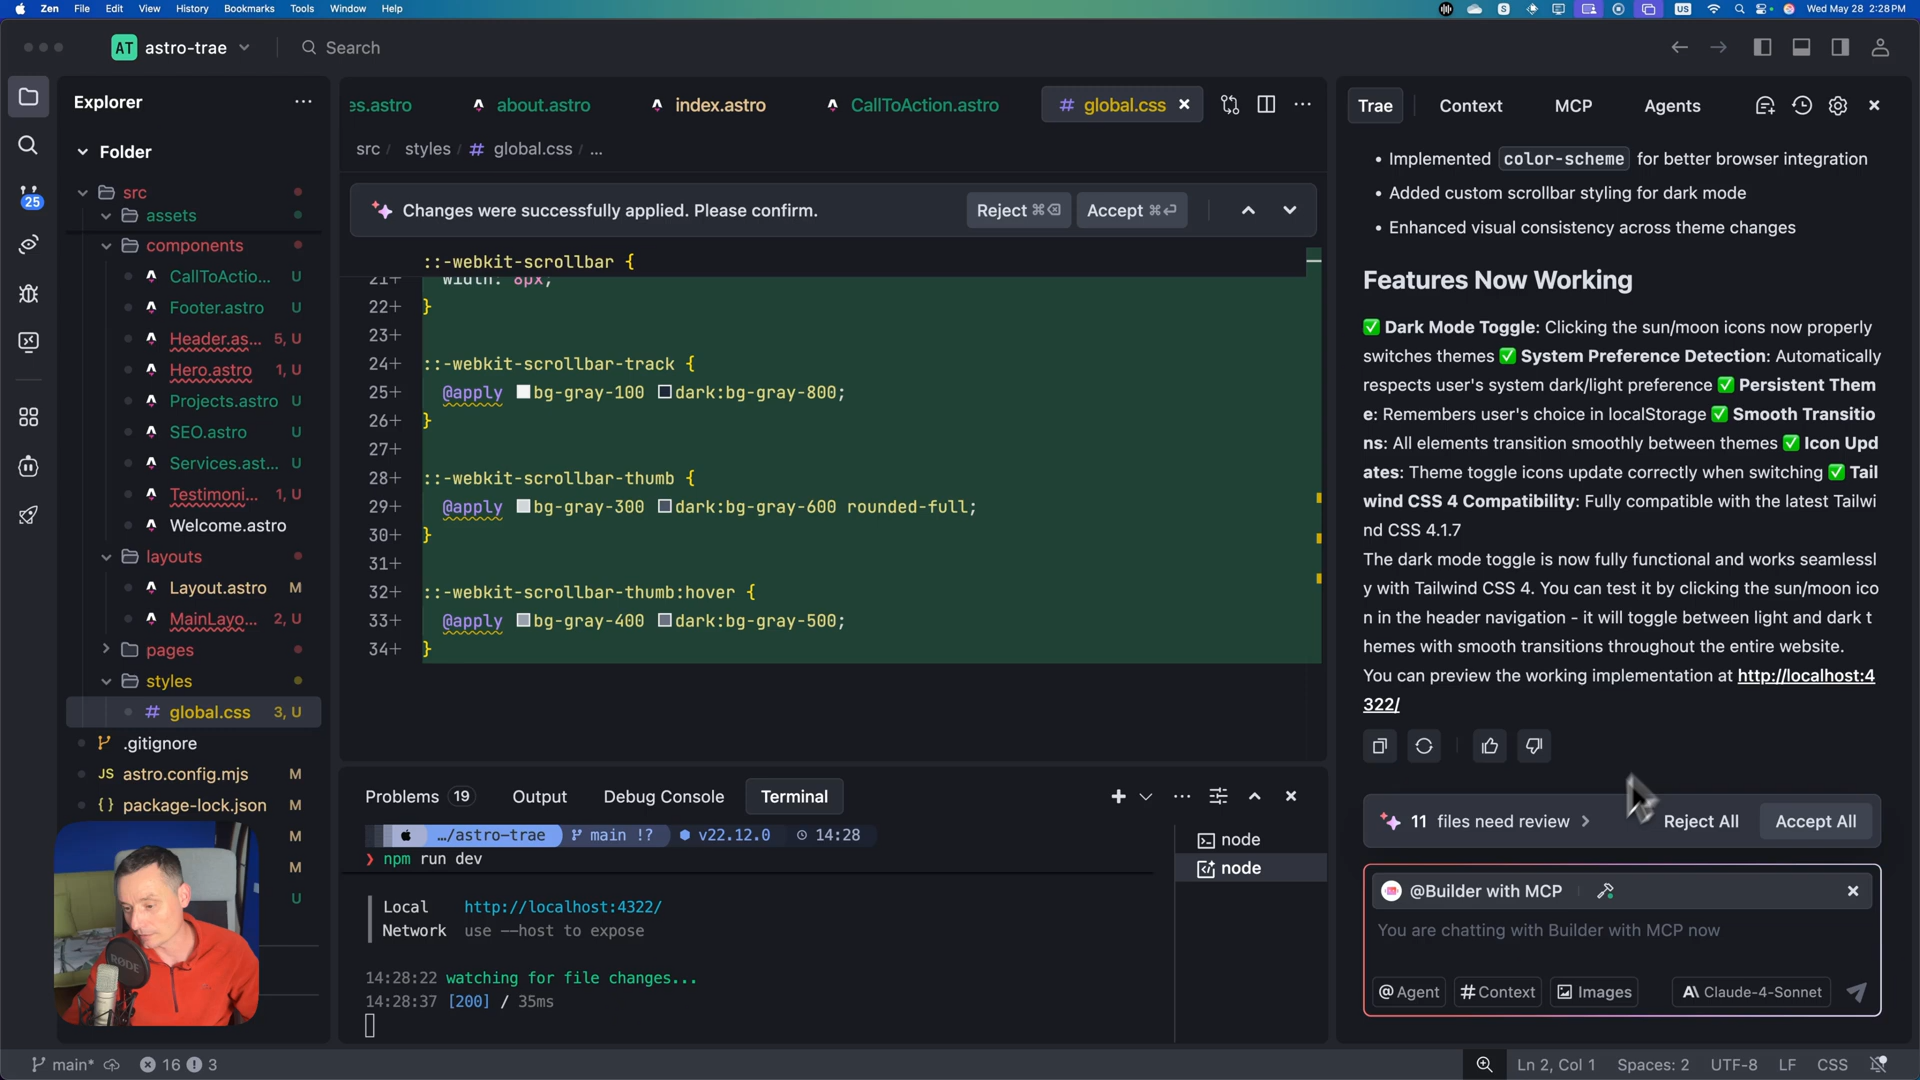 Zen File Edit View History Bookmarks Tools Window Help
US Wed May 28 2:28 PM
AT astro-trae Search
Explorer
Folder
src
assets
components
CallToActio... U
Footer.astro U
Header.as... 5, U
Hero.astro 1, U
Projects.astro U
SEO.astro U
Services.ast... U
Testimoni... 1, U
Welcome.astro
layouts
Layout.astro M
MainLayo... 2, U
pages
styles
# global.css 3, U
.gitignore
JS astro.config.mjs M
{ } package-lock.json M
M
M
U
25
es.astro about.astro index.astro CallToAction.astro # global.css
src / styles / # global.css ...
Changes were successfully applied. Please confirm. Reject ⌘⌫ Accept ⌘⏎
::-webkit-scrollbar {
21+ width: 8px;
22+ }
23+
24+ ::-webkit-scrollbar-track {
25+ @apply bg-gray-100 dark:bg-gray-800;
26+ }
27+
28+ ::-webkit-scrollbar-thumb {
29+ @apply bg-gray-300 dark:bg-gray-600 rounded-full;
30+ }
31+
32+ ::-webkit-scrollbar-thumb:hover {
33+ @apply bg-gray-400 dark:bg-gray-500;
34+ }
Problems 19 Output Debug Console Terminal
…/astro-trae main !? v22.12.0 14:28
❯ npm run dev
Local http://localhost:4322/
Network use --host to expose
14:28:22 watching for file changes...
14:28:37 [200] / 35ms
node
node
RØDE
Trae Context MCP Agents
• Implemented color-scheme for better browser integration
• Added custom scrollbar styling for dark mode
• Enhanced visual consistency across theme changes
Features Now Working
✅ Dark Mode Toggle: Clicking the sun/moon icons now properly
switches themes ✅ System Preference Detection: Automatically
respects user's system dark/light preference ✅ Persistent Them
e: Remembers user's choice in localStorage ✅ Smooth Transitio
ns: All elements transition smoothly between themes ✅ Icon Upd
ates: Theme toggle icons update correctly when switching ✅ Tail
wind CSS 4 Compatibility: Fully compatible with the latest Tailwi
nd CSS 4.1.7
The dark mode toggle is now fully functional and works seamlessl
y with Tailwind CSS 4. You can test it by clicking the sun/moon ico
n in the header navigation - it will toggle between light and dark t
hemes with smooth transitions throughout the entire website.
You can preview the working implementation at http://localhost:4
322/
11 files need review Reject All Accept All
@Builder with MCP
You are chatting with Builder with MCP now
@ Agent # Context Images A\ Claude-4-Sonnet
main* 16 3
Ln 2, Col 1 Spaces: 2 UTF-8 LF CSS